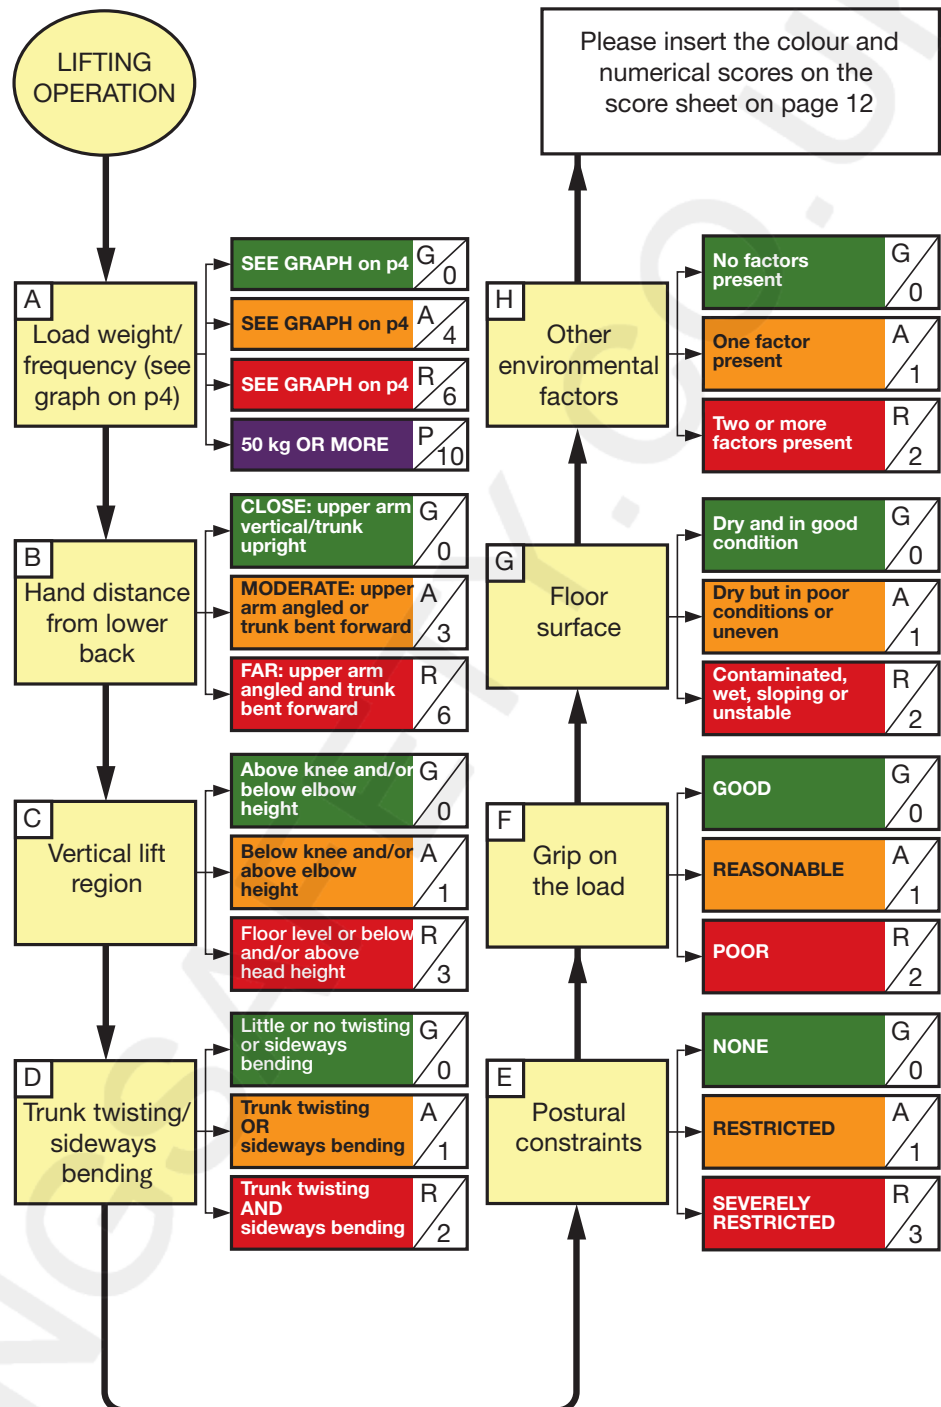 LIFTING
OPERATION
A
Load weight/
frequency (see
graph on p4)
SEE GRAPH on p4
G
0
SEE GRAPH on p4
A
4
SEE GRAPH on p4
R
6
50 kg OR MORE
P
10
B
Hand distance
from lower
back
CLOSE: upper arm
vertical/trunk
upright
G
0
MODERATE: upper
arm angled or
trunk bent forward
A
3
FAR: upper arm
angled and trunk
bent forward
R
6
C
Vertical lift
region
Above knee and/or
below elbow
height
G
0
Below knee and/or
above elbow
height
A
1
Floor level or below
and/or above
head height
R
3
D
Trunk twisting/
sideways
bending
Little or no twisting
or sideways
bending
G
0
Trunk twisting
OR
sideways bending
A
1
Trunk twisting
AND
sideways bending
R
2
E
Postural
constraints
NONE
G
0
RESTRICTED
A
1
SEVERELY
RESTRICTED
R
3
F
Grip on
the load
GOOD
G
0
REASONABLE
A
1
POOR
R
2
G
Floor
surface
Dry and in good
condition
G
0
Dry but in poor
conditions or
uneven
A
1
Contaminated,
wet, sloping or
unstable
R
2
H
Other
environmental
factors
No factors
present
G
0
One factor
present
A
1
Two or more
factors present
R
2
Please insert the colour and
numerical scores on the
score sheet on page 12
NGSAFETY.CO.U